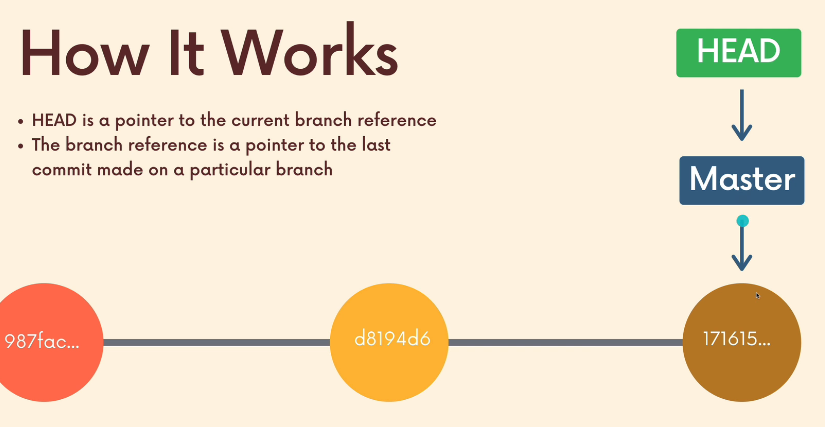 How It Works
HEAD
• HEAD is a pointer to the current branch reference
• The branch reference is a pointer to the last
commit made on a particular branch
Master
987fac...
d8194d6
171615...